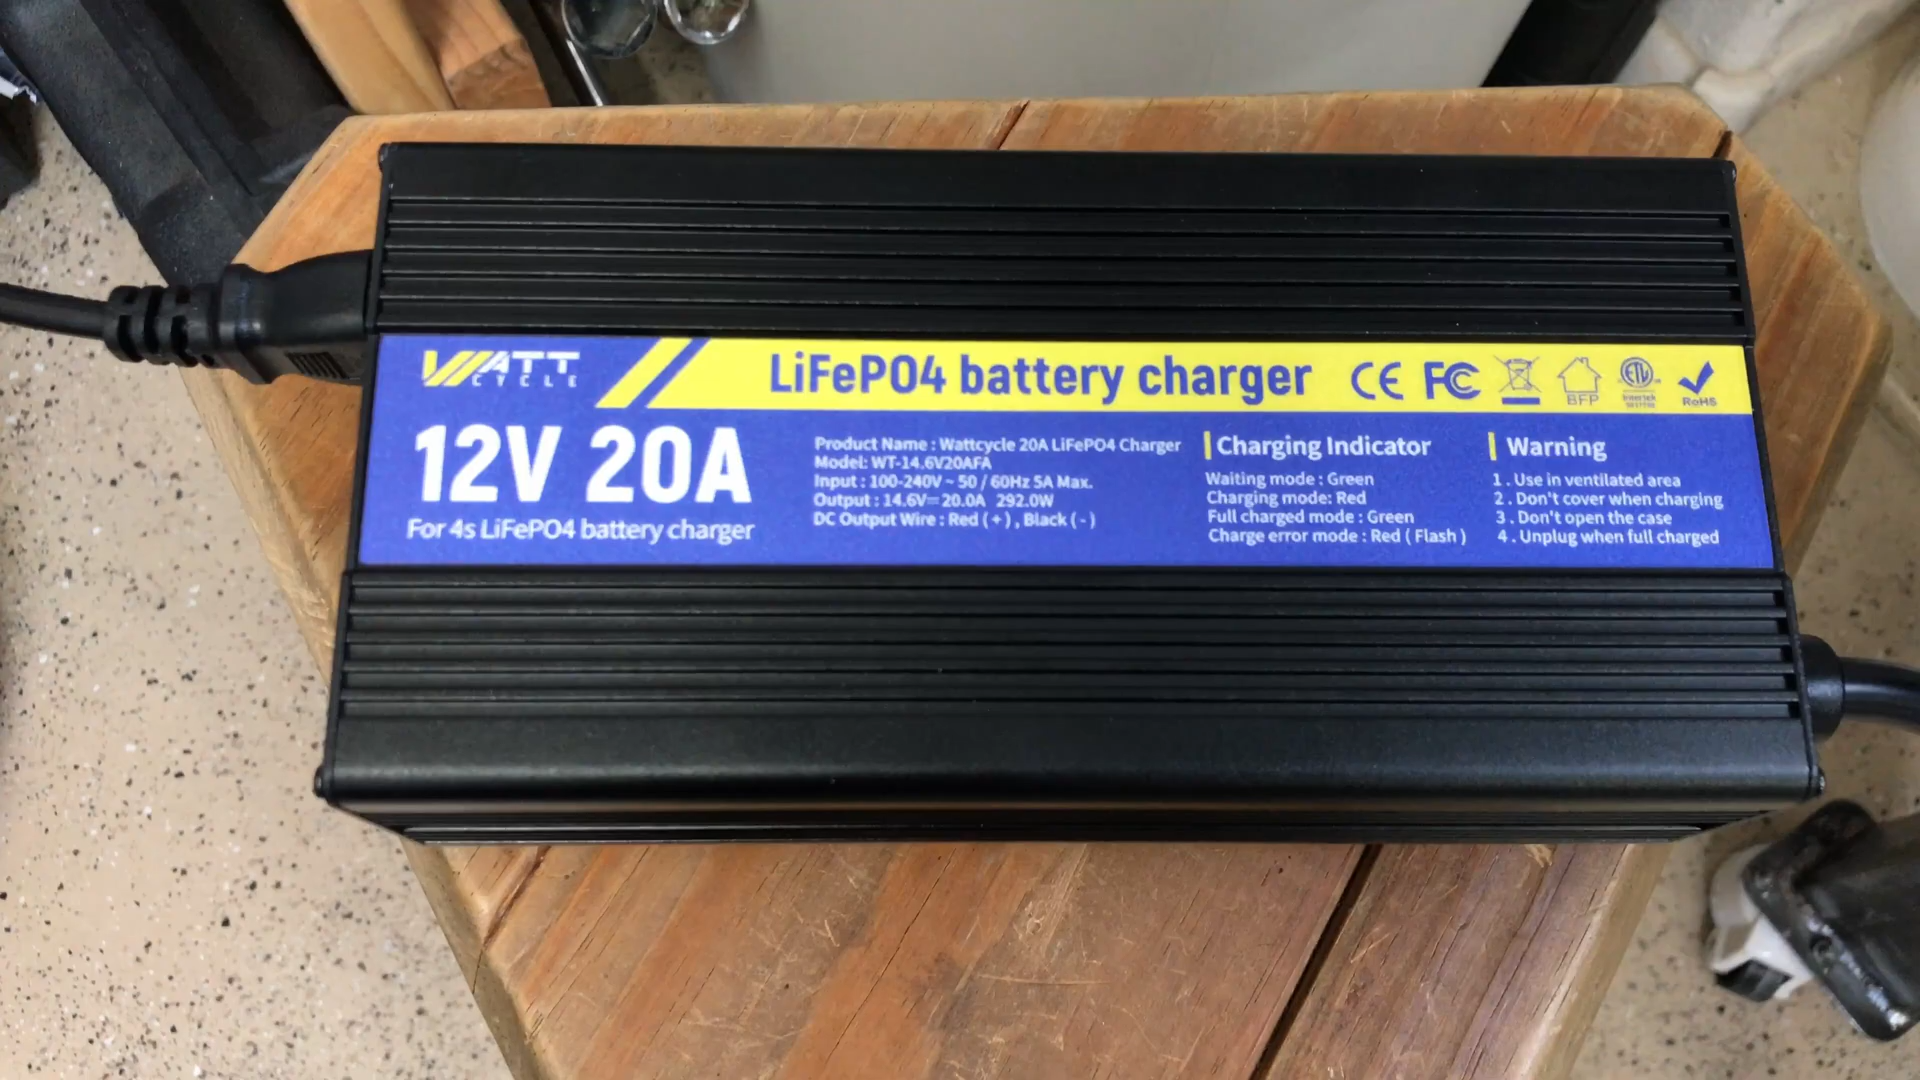 WATT
CYCLE
LiFePO4 battery charger
CE FC BFP ETL Intertek RoHS
12V 20A
For 4s LiFePO4 battery charger
Product Name : Wattcycle 20A LiFePO4 Charger
Model: WT-14.6V20AFA
Input : 100-240V ~ 50 / 60Hz 5A Max.
Output : 14.6V⎓20.0A 292.0W
DC Output Wire : Red ( + ) , Black ( - )
Charging Indicator
Waiting mode : Green
Charging mode: Red
Full charged mode : Green
Charge error mode : Red ( Flash )
Warning
1 . Use in ventilated area
2 . Don't cover when charging
3 . Don't open the case
4 . Unplug when full charged